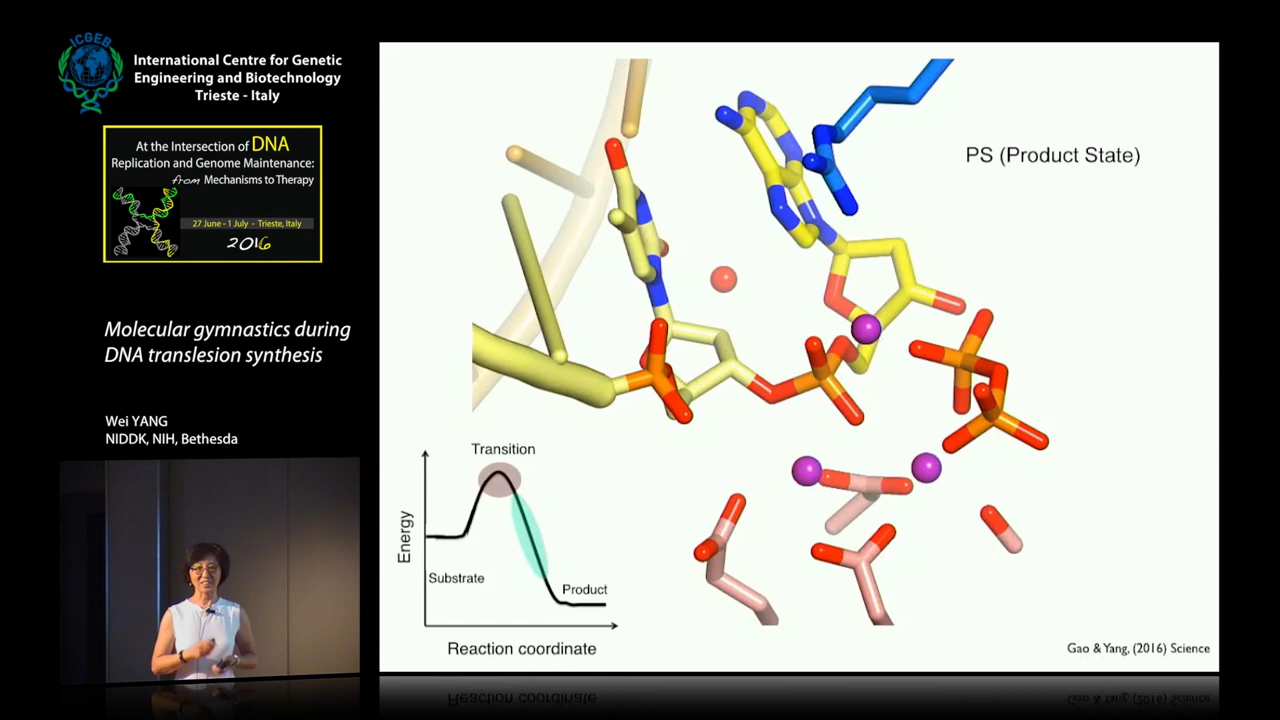 ICGEB
International Centre for Genetic
Engineering and Biotechnology
Trieste - Italy
At the Intersection of DNA
Replication and Genome Maintenance:
from Mechanisms to Therapy
27 June - 1 July - Trieste, Italy
2016
Molecular gymnastics during
DNA translesion synthesis
Wei YANG
NIDDK, NIH, Bethesda
PS (Product State)
Transition
Energy
Substrate
Product
Reaction coordinate
Gao & Yang, (2016) Science